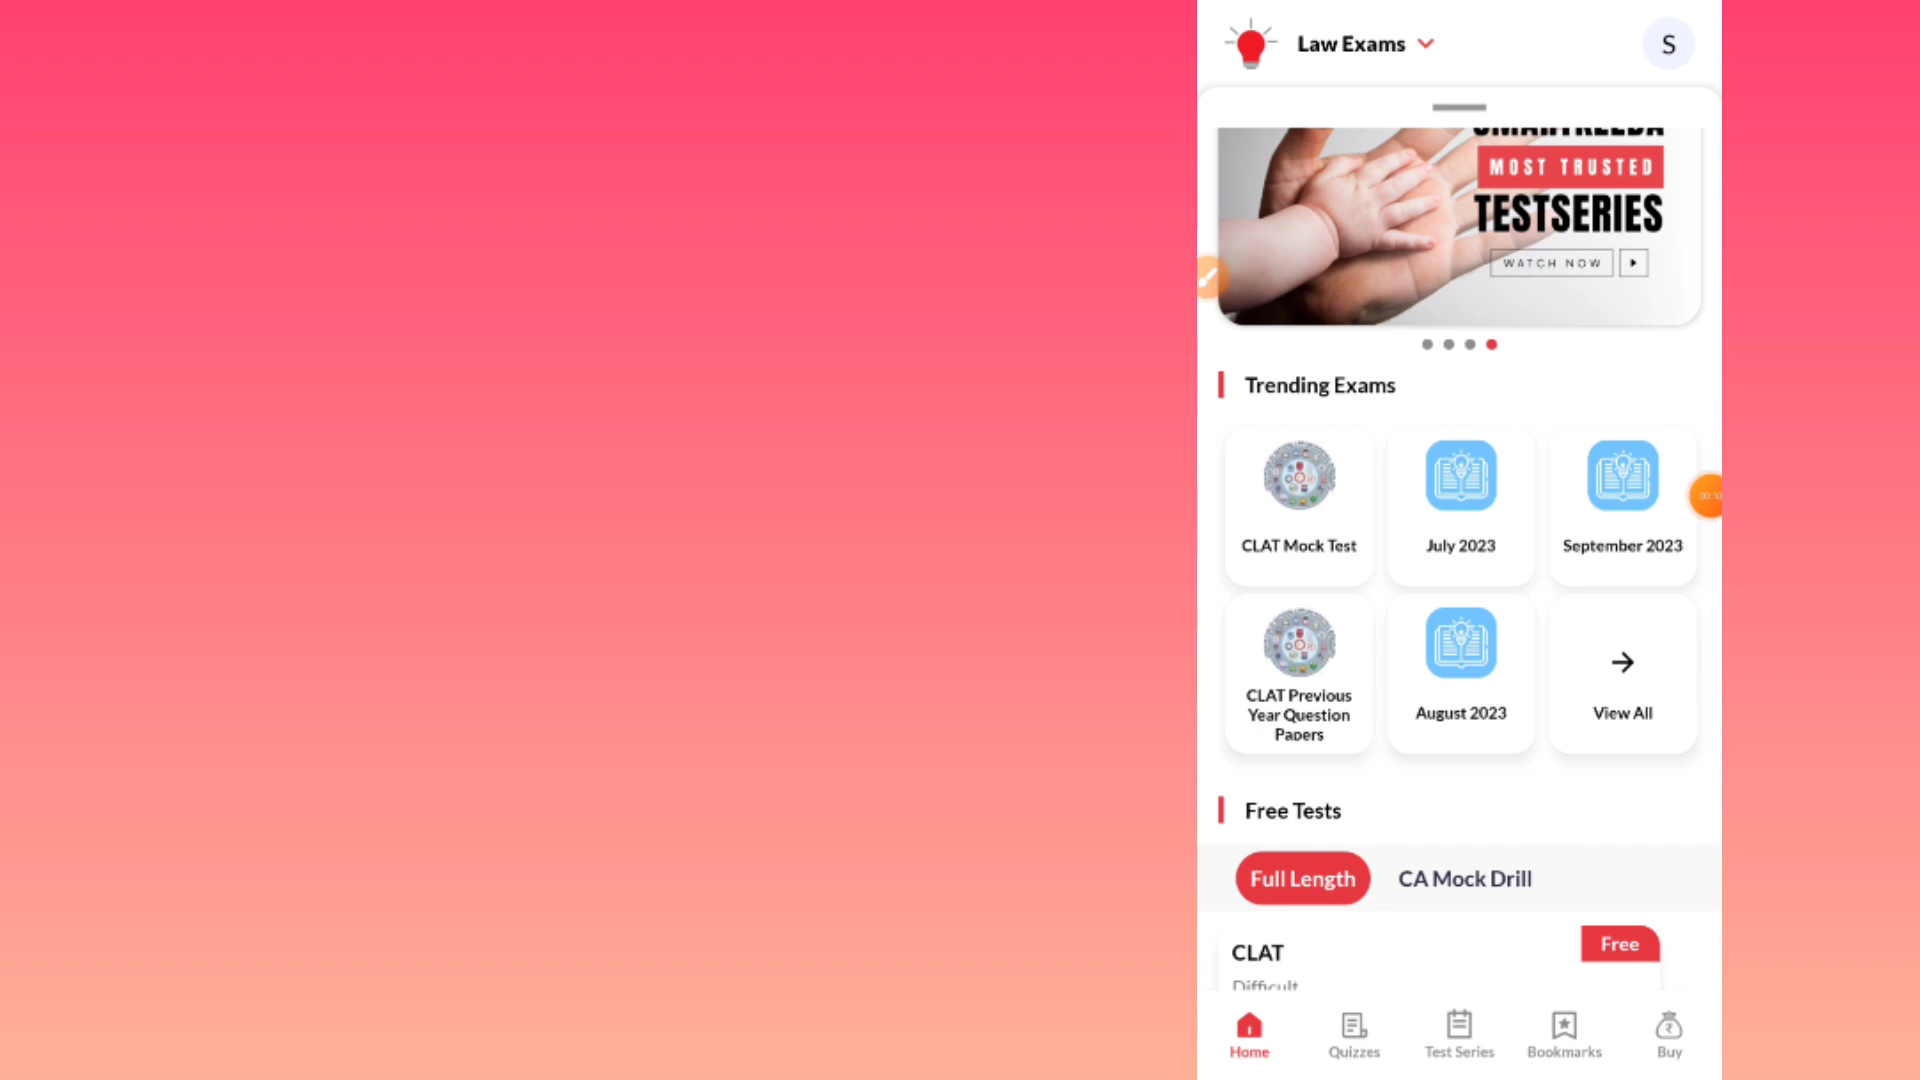 Law Exams
S
MOST TRUSTED
TESTSERIES
WATCH NOW
Trending Exams
CLAT Mock Test
July 2023
September 2023
CLAT Previous
Year Question
Papers
August 2023
View All
Free Tests
Full Length
CA Mock Drill
CLAT
Free
Difficult
Home
Quizzes
Test Series
Bookmarks
Buy